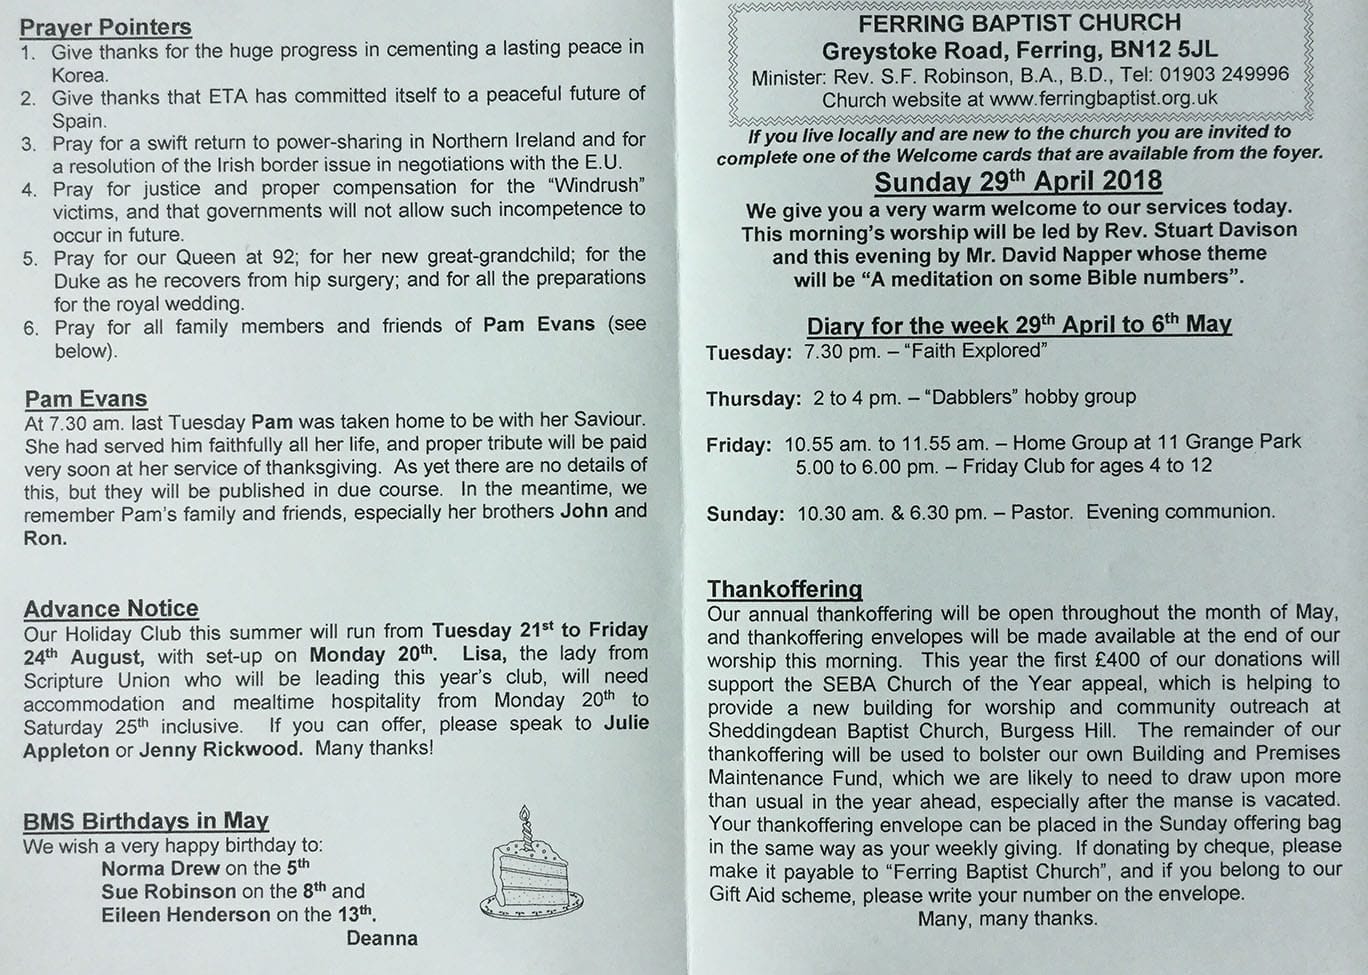 Prayer Pointers
1. Give thanks for the huge progress in cementing a lasting peace in
Korea.
2. Give thanks that ETA has committed itself to a peaceful future of
Spain.
3. Pray for a swift return to power-sharing in Northern Ireland and for
a resolution of the Irish border issue in negotiations with the E.U.
4. Pray for justice and proper compensation for the “Windrush”
victims, and that governments will not allow such incompetence to
occur in future.
5. Pray for our Queen at 92; for her new great-grandchild; for the
Duke as he recovers from hip surgery; and for all the preparations
for the royal wedding.
6. Pray for all family members and friends of Pam Evans (see
below).
Pam Evans
At 7.30 am. last Tuesday Pam was taken home to be with her Saviour.
She had served him faithfully all her life, and proper tribute will be paid
very soon at her service of thanksgiving. As yet there are no details of
this, but they will be published in due course. In the meantime, we
remember Pam's family and friends, especially her brothers John and
Ron.
Advance Notice
Our Holiday Club this summer will run from Tuesday 21st to Friday
24th August, with set-up on Monday 20th. Lisa, the lady from
Scripture Union who will be leading this year's club, will need
accommodation and mealtime hospitality from Monday 20th to
Saturday 25th inclusive. If you can offer, please speak to Julie
Appleton or Jenny Rickwood. Many thanks!
BMS Birthdays in May
We wish a very happy birthday to:
Norma Drew on the 5th
Sue Robinson on the 8th and
Eileen Henderson on the 13th.
Deanna
FERRING BAPTIST CHURCH
Greystoke Road, Ferring, BN12 5JL
Minister: Rev. S.F. Robinson, B.A., B.D., Tel: 01903 249996
Church website at www.ferringbaptist.org.uk
If you live locally and are new to the church you are invited to
complete one of the Welcome cards that are available from the foyer.
Sunday 29th April 2018
We give you a very warm welcome to our services today.
This morning's worship will be led by Rev. Stuart Davison
and this evening by Mr. David Napper whose theme
will be “A meditation on some Bible numbers”.
Diary for the week 29th April to 6th May
Tuesday: 7.30 pm. – “Faith Explored”
Thursday: 2 to 4 pm. – “Dabblers” hobby group
Friday: 10.55 am. to 11.55 am. – Home Group at 11 Grange Park
5.00 to 6.00 pm. – Friday Club for ages 4 to 12
Sunday: 10.30 am. & 6.30 pm. – Pastor. Evening communion.
Thankoffering
Our annual thankoffering will be open throughout the month of May,
and thankoffering envelopes will be made available at the end of our
worship this morning. This year the first £400 of our donations will
support the SEBA Church of the Year appeal, which is helping to
provide a new building for worship and community outreach at
Sheddingdean Baptist Church, Burgess Hill. The remainder of our
thankoffering will be used to bolster our own Building and Premises
Maintenance Fund, which we are likely to need to draw upon more
than usual in the year ahead, especially after the manse is vacated.
Your thankoffering envelope can be placed in the Sunday offering bag
in the same way as your weekly giving. If donating by cheque, please
make it payable to “Ferring Baptist Church”, and if you belong to our
Gift Aid scheme, please write your number on the envelope.
Many, many thanks.